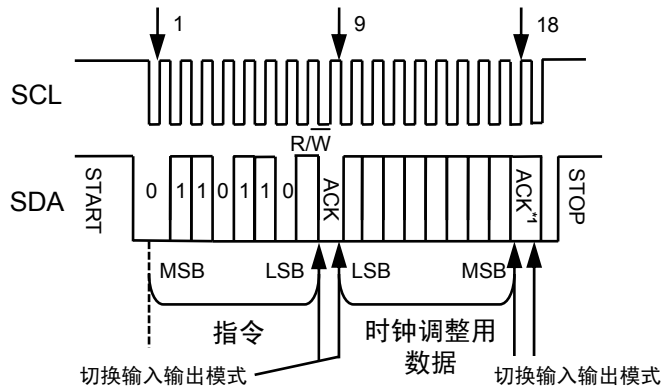 1 9 18
SCL
R/W̅
SDA START 0 1 1 0 1 1 0 ACK ACK*1 STOP
MSB LSB LSB MSB
指令 时钟调整用
数据
切换输入输出模式 切换输入输出模式